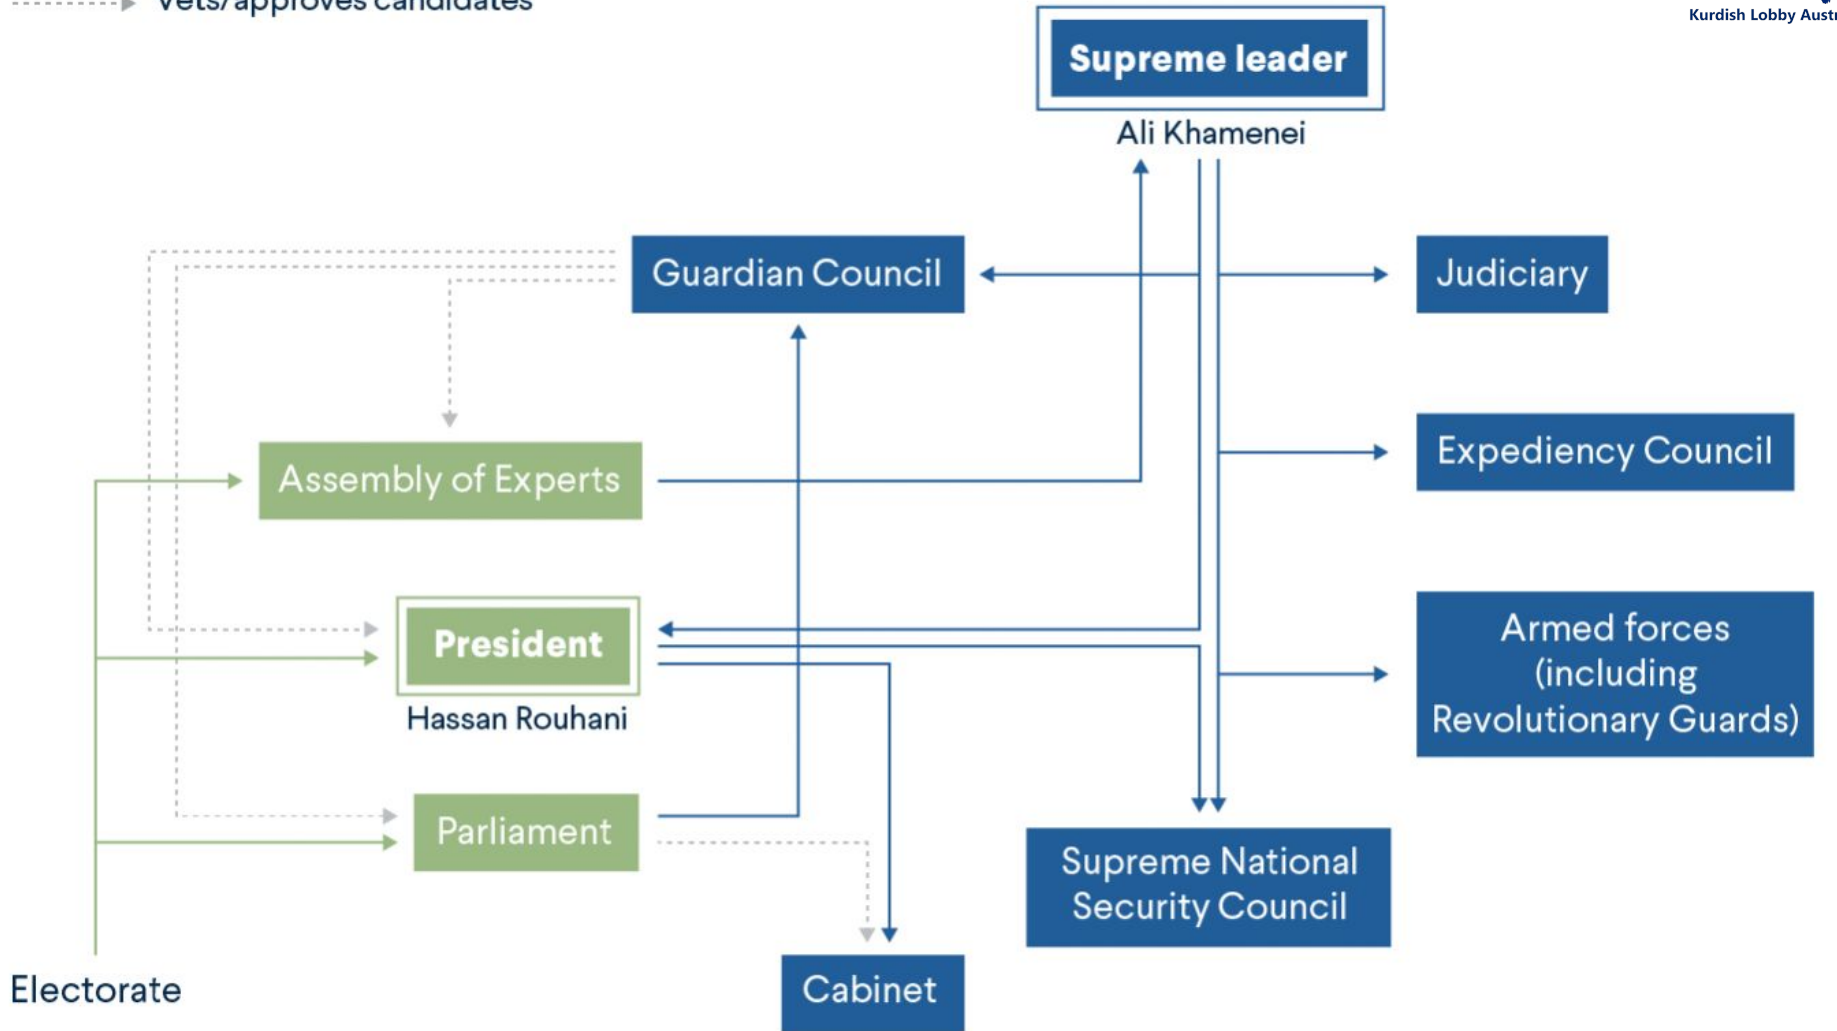 Vets/approves candidates
Kurdish Lobby
Supreme leader
Ali Khamenei
Guardian Council
Judiciary
Expediency Council
Assembly of Experts
President
Hassan Rouhani
Armed forces
(including
Revolutionary Guards)
Parliament
Supreme National
Security Council
Electorate
Cabinet